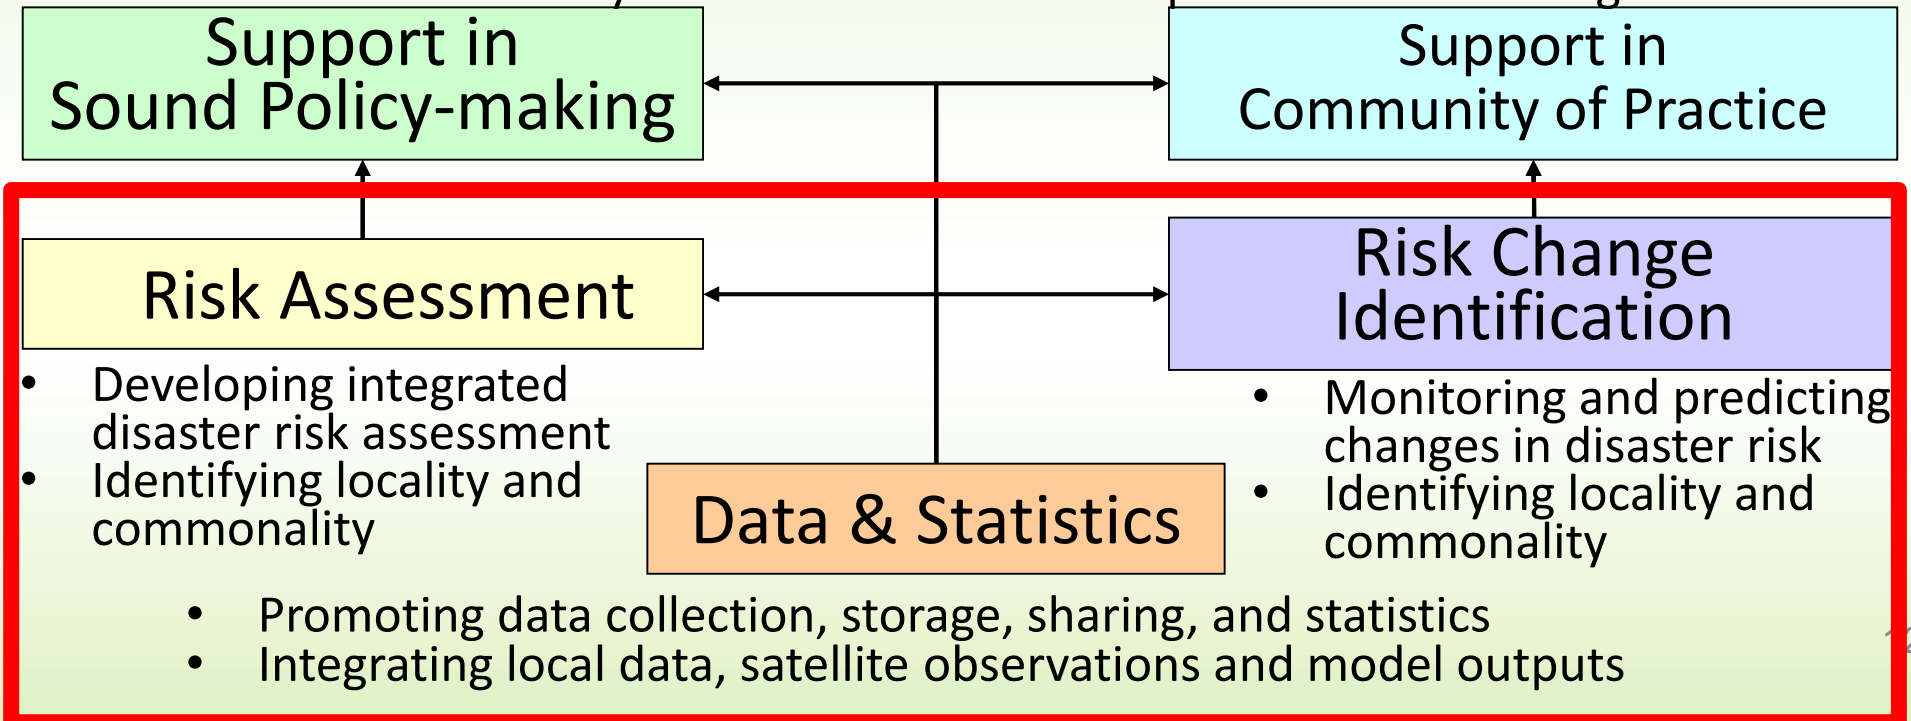 Support in
Sound Policy-making
Support in
Community of Practice
Risk Assessment
Risk Change
Identification
• Developing integrated
disaster risk assessment
• Identifying locality and
commonality
• Monitoring and predicting
changes in disaster risk
• Identifying locality and
commonality
Data & Statistics
• Promoting data collection, storage, sharing, and statistics
• Integrating local data, satellite observations and model outputs